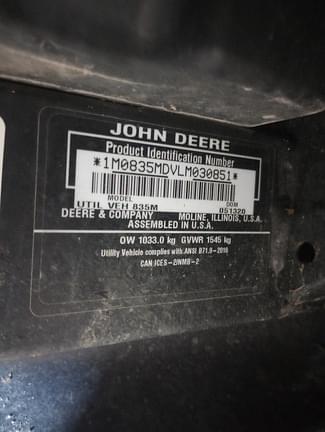 JOHN DEERE
Product Identification Number
*1M0835MDVLM030851*
MODEL DOM
UTIL VEH 835M 051320
DEERE & COMPANY MOLINE, ILLINOIS, U.S.A.
ASSEMBLED IN U.S.A.
OW 1033.0 kg GVWR 1545 kg
Utility Vehicle complies with ANSI B71.9-2016
CAN ICES-2/NMB-2